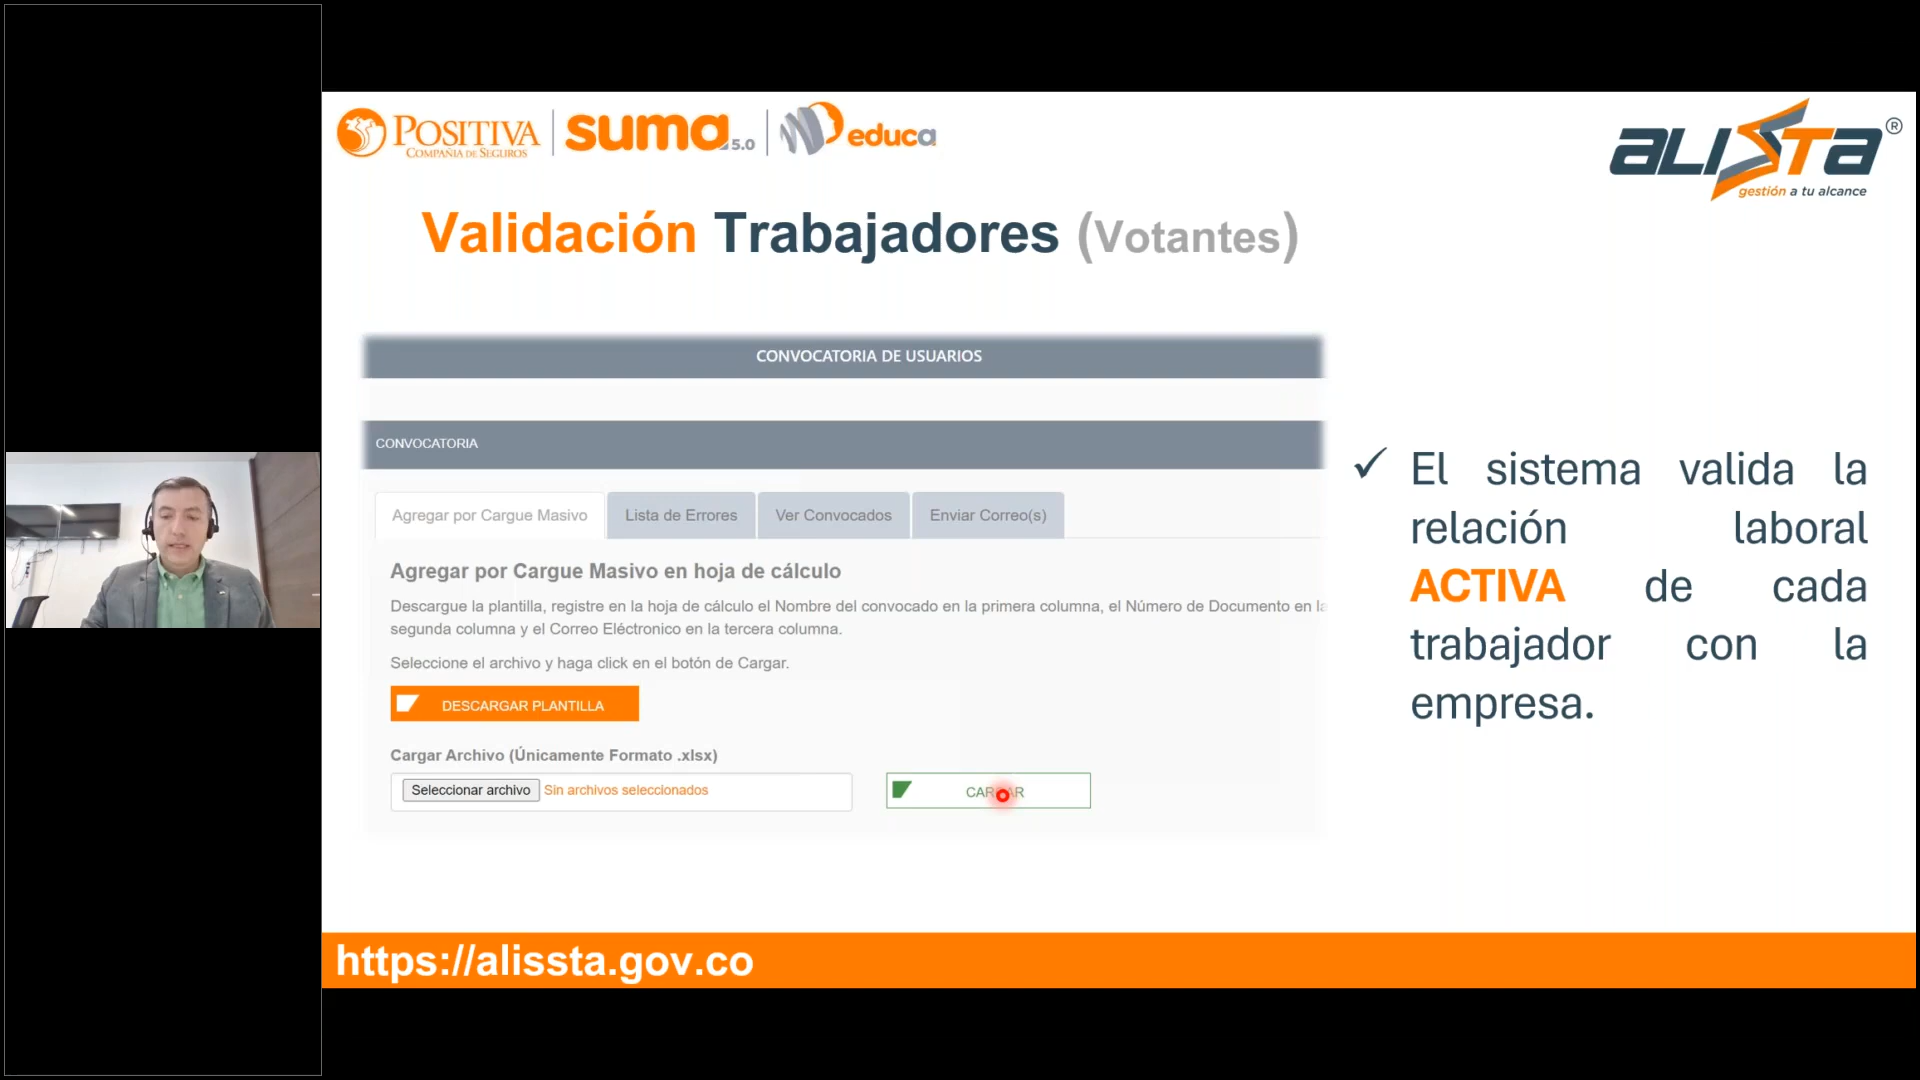 POSITIVA
COMPAÑIA DE SEGUROS
suma 5.0
educa
ALISSTA ®
gestión a tu alcance
Validación Trabajadores (Votantes)
CONVOCATORIA DE USUARIOS
CONVOCATORIA
Agregar por Cargue Masivo
Lista de Errores
Ver Convocados
Enviar Correo(s)
Agregar por Cargue Masivo en hoja de cálculo
Descargue la plantilla, registre en la hoja de cálculo el Nombre del convocado en la primera columna, el Número de Documento en la
segunda columna y el Correo Eléctronico en la tercera columna.
Seleccione el archivo y haga click en el botón de Cargar.
DESCARGAR PLANTILLA
Cargar Archivo (Únicamente Formato .xlsx)
Seleccionar archivo Sin archivos seleccionados
CARGAR
✓ El sistema valida la
relación laboral
ACTIVA de cada
trabajador con la
empresa.
https://alissta.gov.co